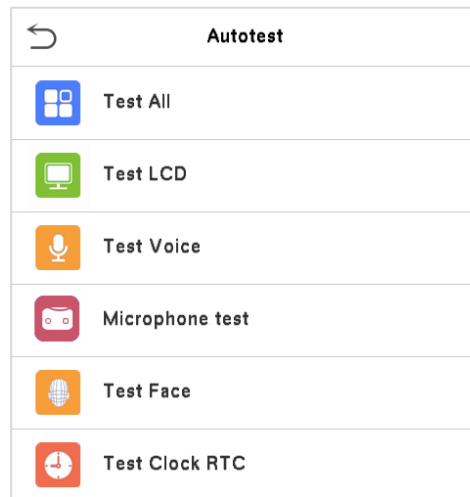 Autotest
Test All
Test LCD
Test Voice
Microphone test
Test Face
Test Clock RTC